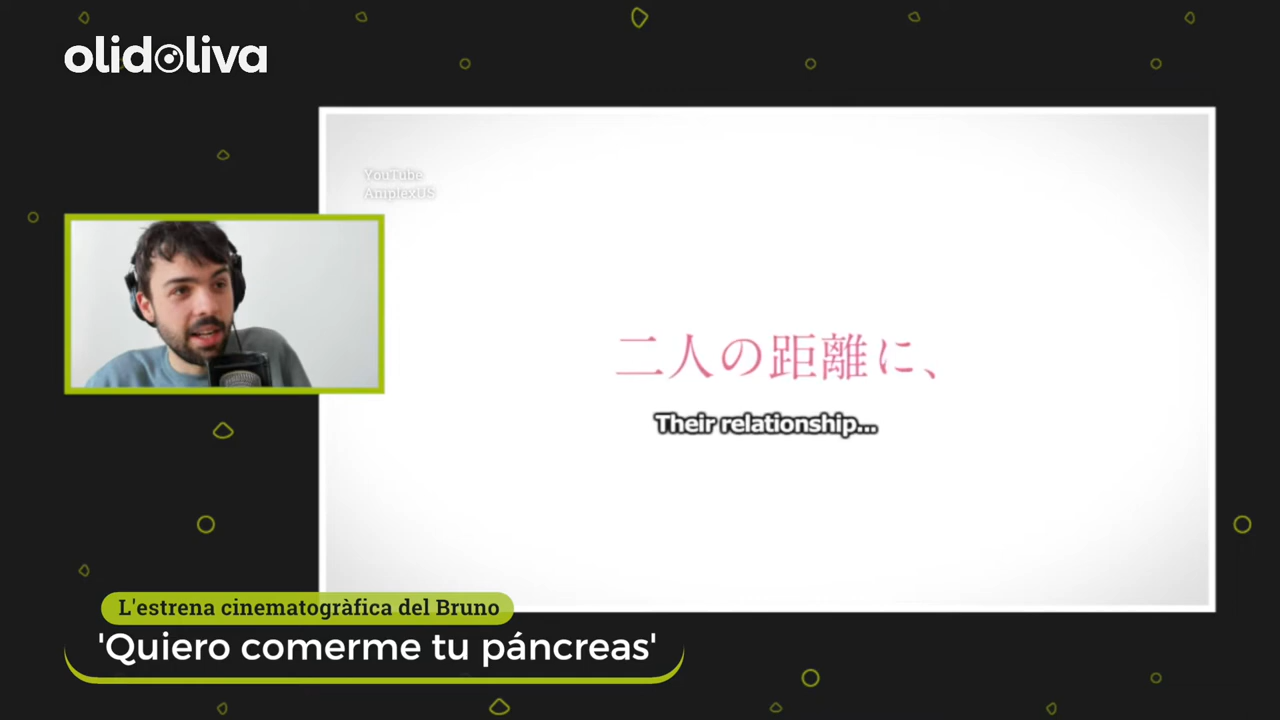 olidoliva
YouTube
AniplexUS
二人の距離に、
Their relationship...
L'estrena cinematogràfica del Bruno
'Quiero comerme tu páncreas'